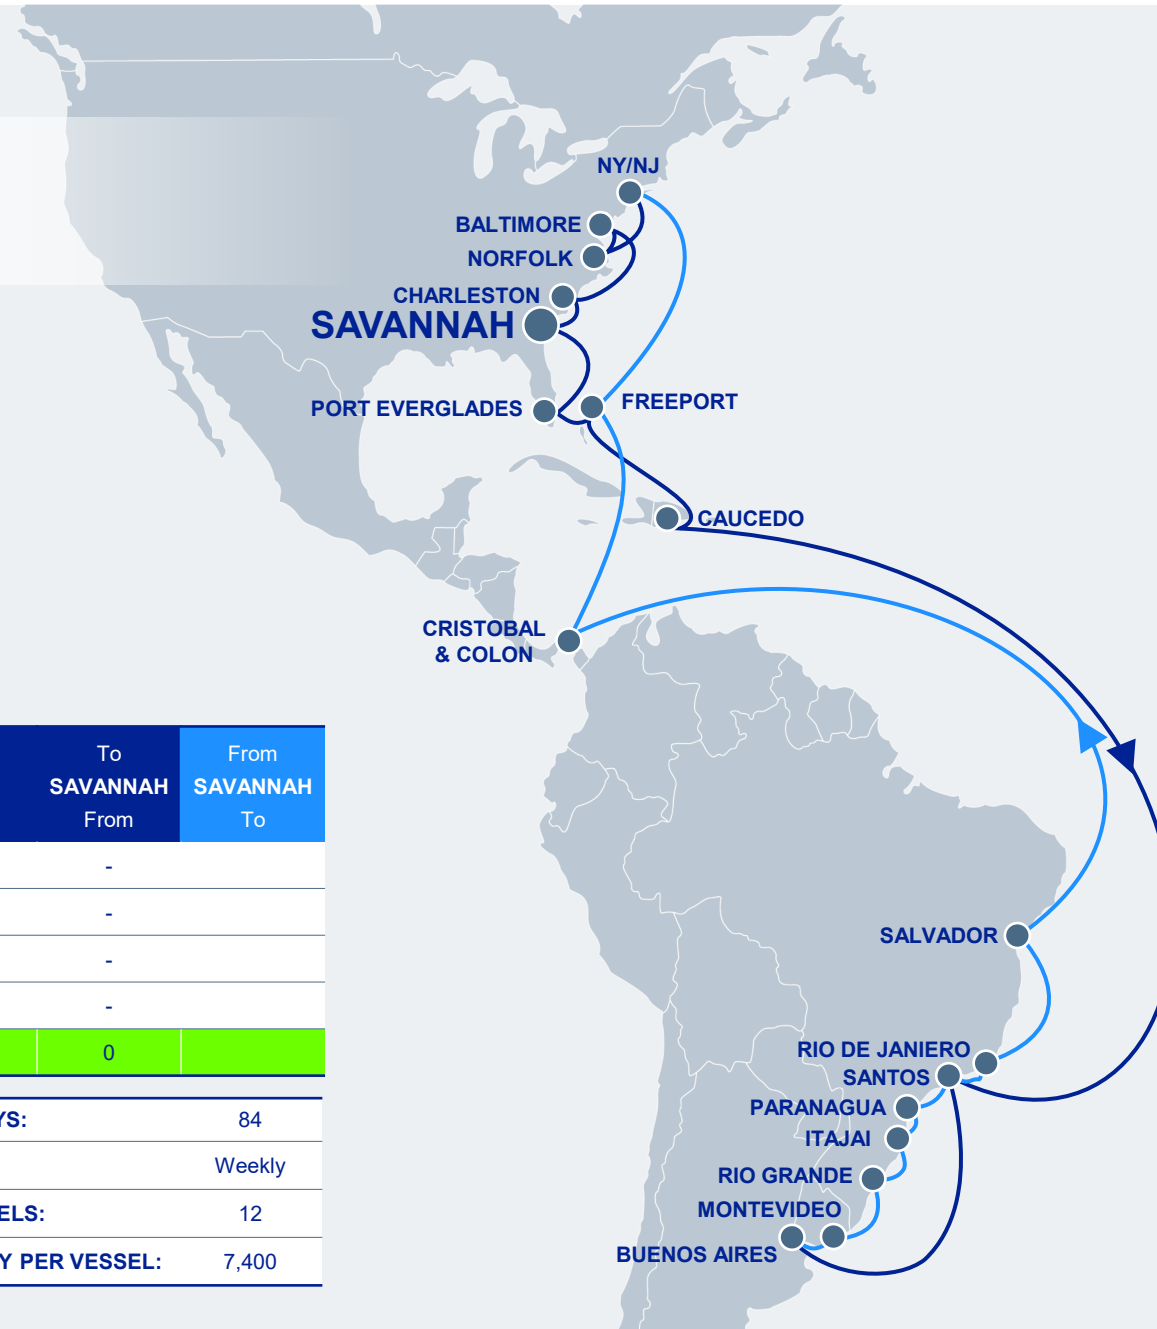 NY/NJ
BALTIMORE
NORFOLK
CHARLESTON
SAVANNAH
PORT EVERGLADES
FREEPORT
CAUCEDO
CRISTOBAL
& COLON
To
SAVANNAH
From
From
SAVANNAH
To
-
-
-
-
0
YS: 84
Weekly
ELS: 12
Y PER VESSEL: 7,400
SALVADOR
RIO DE JANIERO
SANTOS
PARANAGUA
ITAJAI
RIO GRANDE
MONTEVIDEO
BUENOS AIRES